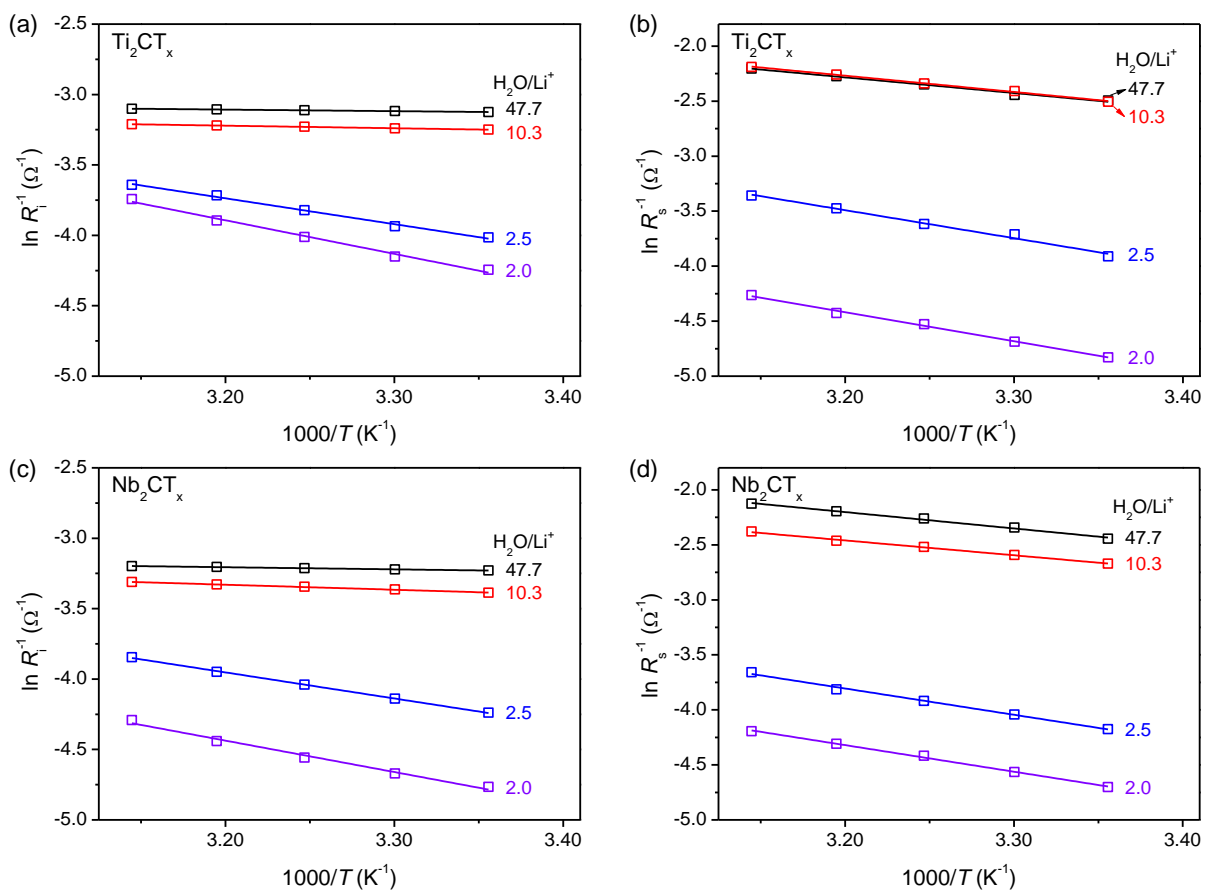 (a)
Ti₂CTₓ
H₂O/Li⁺
47.7
10.3
2.5
2.0
-2.5
-3.0
-3.5
-4.0
-4.5
-5.0
ln Rᵢ⁻¹ (Ω⁻¹)
3.20
3.30
3.40
1000/T (K⁻¹)
(b)
Ti₂CTₓ
H₂O/Li⁺
47.7
10.3
2.5
2.0
-2.0
-2.5
-3.0
-3.5
-4.0
-4.5
-5.0
ln Rₛ⁻¹ (Ω⁻¹)
3.20
3.30
3.40
1000/T (K⁻¹)
(c)
Nb₂CTₓ
H₂O/Li⁺
47.7
10.3
2.5
2.0
-2.5
-3.0
-3.5
-4.0
-4.5
-5.0
ln Rᵢ⁻¹ (Ω⁻¹)
3.20
3.30
3.40
1000/T (K⁻¹)
(d)
Nb₂CTₓ
H₂O/Li⁺
47.7
10.3
2.5
2.0
-2.0
-2.5
-3.0
-3.5
-4.0
-4.5
-5.0
ln Rₛ⁻¹ (Ω⁻¹)
3.20
3.30
3.40
1000/T (K⁻¹)